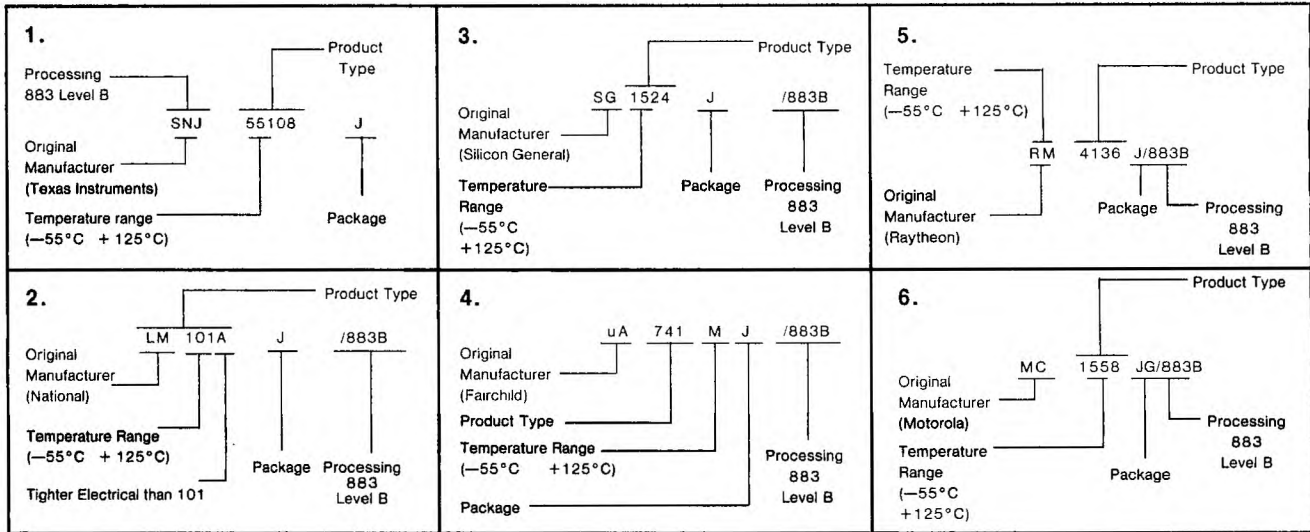 1.
Product
Type
Processing
883 Level B
SNJ 55108 J
Original
Manufacturer
(Texas Instruments)
Temperature range
(—55°C + 125°C)
Package
3.
Product Type
SG 1524 J /883B
Original
Manufacturer
(Silicon General)
Temperature
Range
(—55°C
+125°C)
Package
Processing
883
Level B
5.
Temperature
Range
(—55°C +125°C)
Product Type
RM 4136 J/883B
Original
Manufacturer
(Raytheon)
Package
Processing
883
Level B
2.
Product Type
LM 101A J /883B
Original
Manufacturer
(National)
Temperature Range
(—55°C + 125°C)
Tighter Electrical than 101
Package
Processing
883
Level B
4.
uA 741 M J /883B
Original
Manufacturer
(Fairchild)
Product Type
Temperature Range
(—55°C +125°C)
Package
Processing
883
Level B
6.
Product Type
MC 1558 JG/883B
Original
Manufacturer
(Motorola)
Temperature
Range
(—55°C
+125°C)
Package
Processing
883
Level B